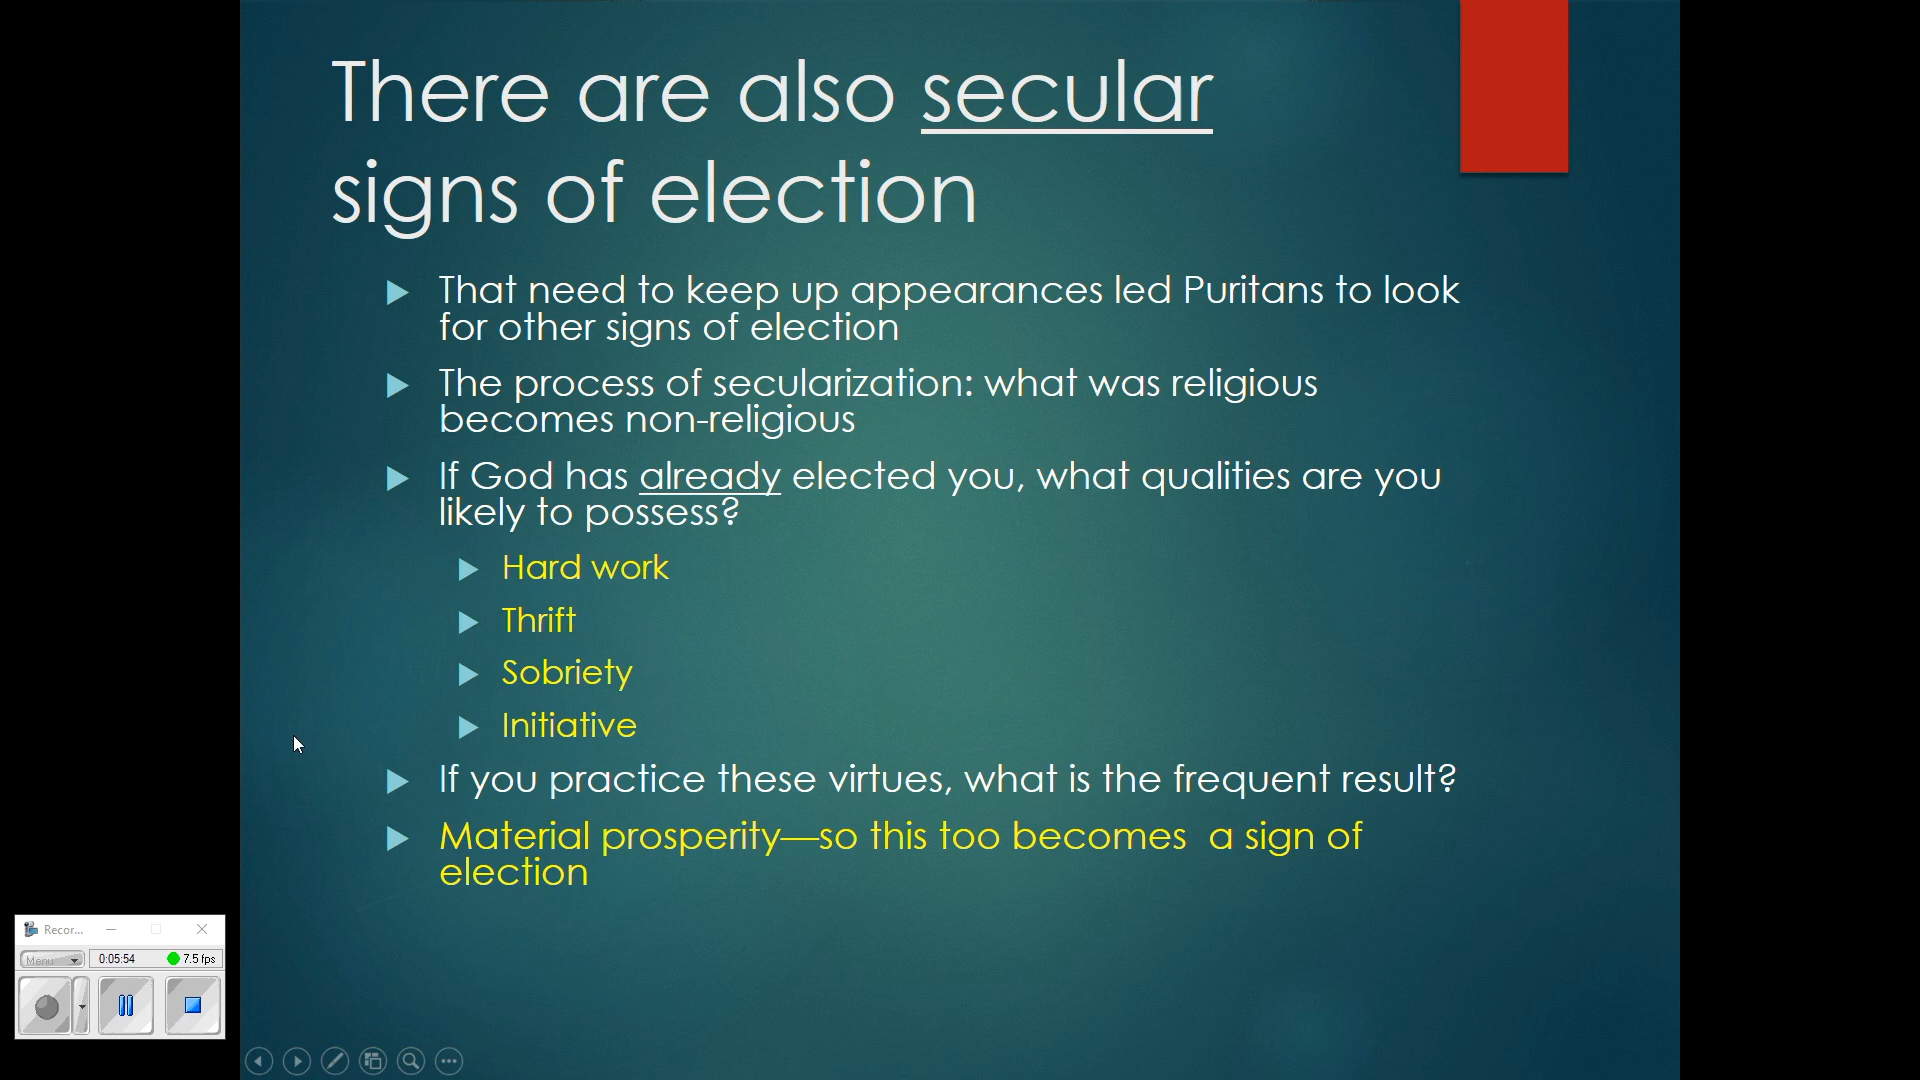 There are also secular
signs of election
That need to keep up appearances led Puritans to look
for other signs of election
The process of secularization: what was religious
becomes non-religious
If God has already elected you, what qualities are you
likely to possess?
Hard work
Thrift
Sobriety
Initiative
If you practice these virtues, what is the frequent result?
Material prosperity—so this too becomes  a sign of
election
Recor...
Menu
0:05:54
7.5 fps